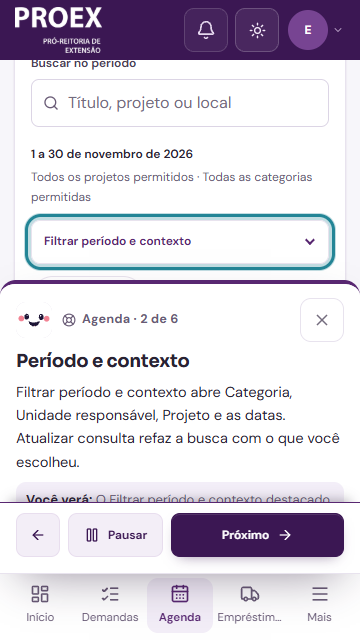 PROEX
PRÓ-REITORIA DE
EXTENSÃO
E
Buscar no período
Título, projeto ou local
1 a 30 de novembro de 2026
Todos os projetos permitidos · Todas as categorias
permitidas
Filtrar período e contexto
Agenda · 2 de 6
Período e contexto
Filtrar período e contexto abre Categoria,
Unidade responsável, Projeto e as datas.
Atualizar consulta refaz a busca com o que você
escolheu.
Você verá: O Filtrar período e contexto destacado
Pausar
Próximo
Início
Demandas
Agenda
Empréstim...
Mais